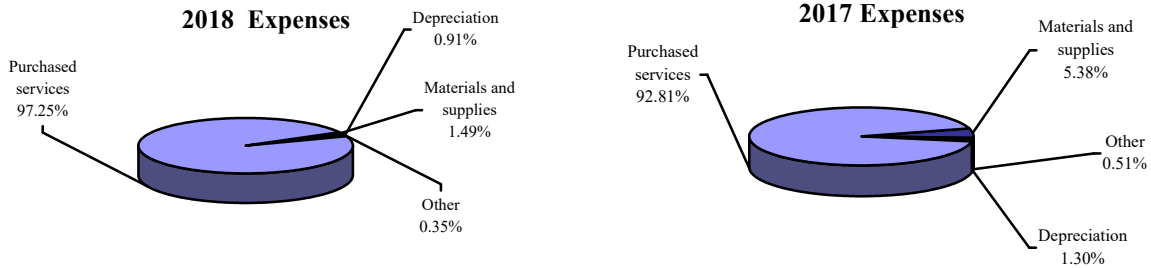 2018 Expenses
Depreciation
0.91%
Purchased
services
97.25%
Materials and
supplies
1.49%
Other
0.35%
2017 Expenses
Materials and
supplies
5.38%
Purchased
services
92.81%
Other
0.51%
Depreciation
1.30%